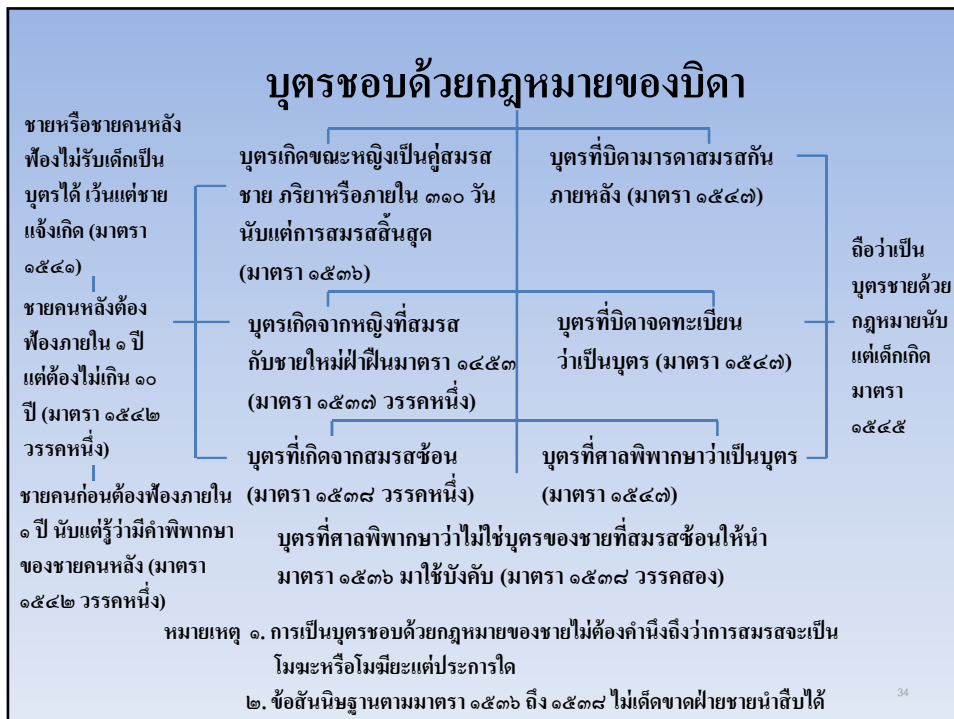 บุตรชอบด้วยกฎหมายของบิดา
ชายหรือชายคนหลัง
ฟ้องไม่รับเด็กเป็น
บุตรได้ เว้นแต่ชาย
แจ้งเกิด (มาตรา
๑๕๔๑)
ชายคนหลังต้อง
ฟ้องภายใน ๑ ปี
แต่ต้องไม่เกิน ๑๐
ปี (มาตรา ๑๕๔๒
วรรคหนึ่ง)
ชายคนก่อนต้องฟ้องภายใน
๑ ปี นับแต่รู้ว่ามีคำพิพากษา
ของชายคนหลัง (มาตรา
๑๕๔๒ วรรคหนึ่ง)
บุตรเกิดขณะหญิงเป็นคู่สมรส
ชาย ภริยาหรือภายใน ๓๑๐ วัน
นับแต่การสมรสสิ้นสุด
(มาตรา ๑๕๓๖)
บุตรเกิดจากหญิงที่สมรส
กับชายใหม่ฝ่าฝืนมาตรา ๑๔๕๓
(มาตรา ๑๕๓๗ วรรคหนึ่ง)
บุตรที่เกิดจากสมรสซ้อน
(มาตรา ๑๕๓๘ วรรคหนึ่ง)
บุตรที่บิดามารดาสมรสกัน
ภายหลัง (มาตรา ๑๕๔๗)
บุตรที่บิดาจดทะเบียน
ว่าเป็นบุตร (มาตรา ๑๕๔๗)
บุตรที่ศาลพิพากษาว่าเป็นบุตร
(มาตรา ๑๕๔๗)
ถือว่าเป็น
บุตรชายด้วย
กฎหมายนับ
แต่เด็กเกิด
มาตรา
๑๕๔๕
บุตรที่ศาลพิพากษาว่าไม่ใช่บุตรของชายที่สมรสซ้อนให้นำ
มาตรา ๑๕๓๖ มาใช้บังคับ (มาตรา ๑๕๓๘ วรรคสอง)
หมายเหตุ ๑. การเป็นบุตรชอบด้วยกฎหมายของชายไม่ต้องคำนึงถึงว่าการสมรสจะเป็น
โมฆะหรือโมฆียะแต่ประการใด
๒. ข้อสันนิษฐานตามมาตรา ๑๕๓๖ ถึง ๑๕๓๘ ไม่เด็ดขาดฝ่ายชายนำสืบได้
34